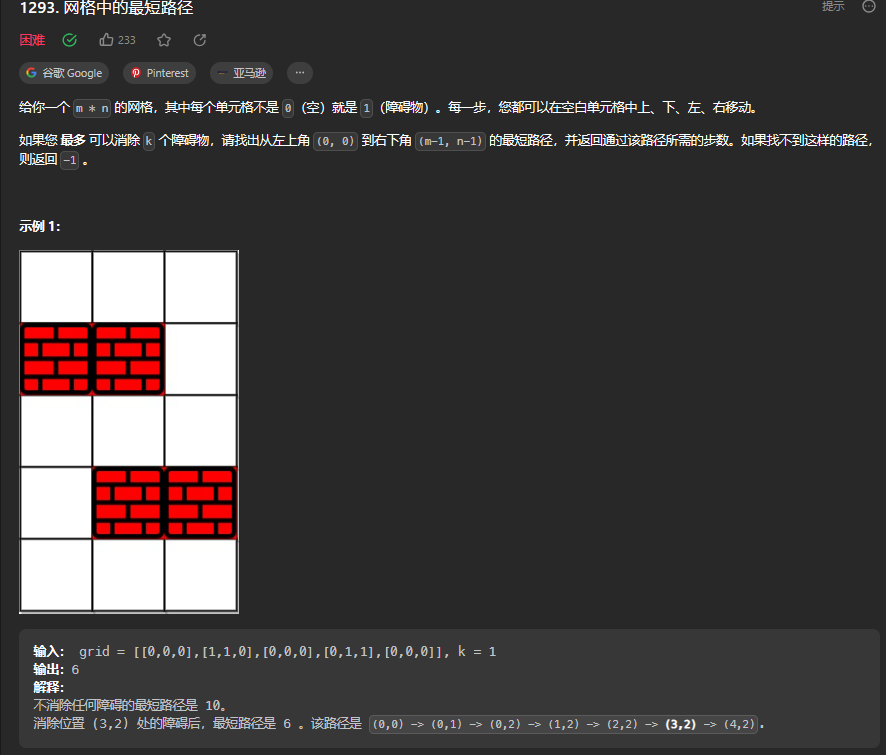 1293. 网格中的最短路径
提示
困难 233
谷歌 Google Pinterest 亚马逊 ...
给你一个 m * n 的网格，其中每个单元格不是 0（空）就是 1（障碍物）。每一步，您都可以在空白单元格中上、下、左、右移动。
如果您 最多 可以消除 k 个障碍物，请找出从左上角 (0, 0) 到右下角 (m-1, n-1) 的最短路径，并返回通过该路径所需的步数。如果找不到这样的路径，
则返回 -1 。
示例 1：
输入： grid = [[0,0,0],[1,1,0],[0,0,0],[0,1,1],[0,0,0]], k = 1
输出：6
解释：
不消除任何障碍的最短路径是 10。
消除位置 (3,2) 处的障碍后，最短路径是 6 。该路径是 (0,0) -> (0,1) -> (0,2) -> (1,2) -> (2,2) -> (3,2) -> (4,2).